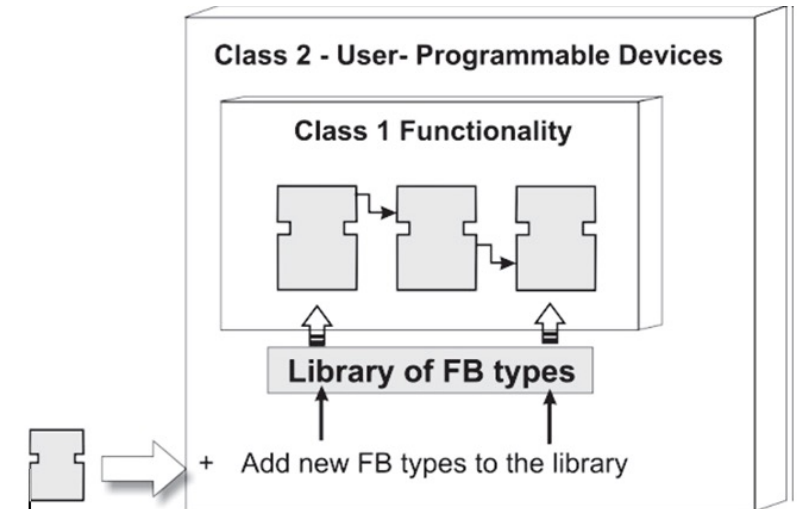 Class 2 - User- Programmable Devices
Class 1 Functionality
Library of FB types
+ Add new FB types to the library